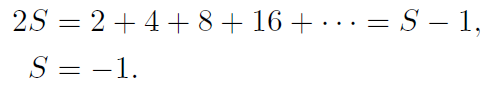 2S = 2 + 4 + 8 + 16 + ⋯ = S − 1,
S = −1.